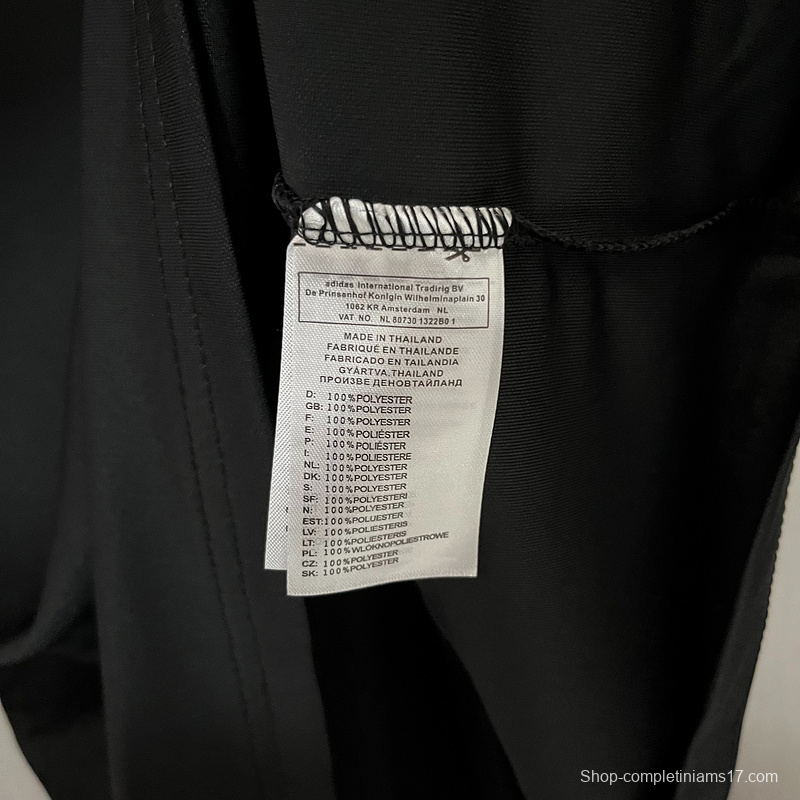 adidas International Tradirig BV
De Prinsenhof Konlgin Wilhelminaplain 30
1062 KR Amsterdam NL
VAT NO. NL 80730 1322B0 1
MADE IN THAILAND
FABRIQUÉ EN THAILANDE
FABRICADO EN TAILANDIA
GYÁRTVA.THAILAND
ПРОИЗВЕ ДЕНОВТАЙЛАНД
D: 100%POLYESTER
GB: 100%POLYESTER
F: 100%POLYESTER
E: 100%POLIÉSTER
P: 100%POLIÉSTER
I: 100%POLIESTERE
NL: 100%POLYESTER
DK: 100%POLYESTER
S: 100%POLYESTER
SF: 100%POLYESTERI
N: 100%POLYESTER
EST:100%POLUESTER
LV: 100%POLIESTERIS
LT: 100%POLIESTERIS
PL: 100%WLOKNOPOLIESTROWE
CZ: 100%POLYESTER
SK: 100%POLYESTER
Shop-completiniams17.com